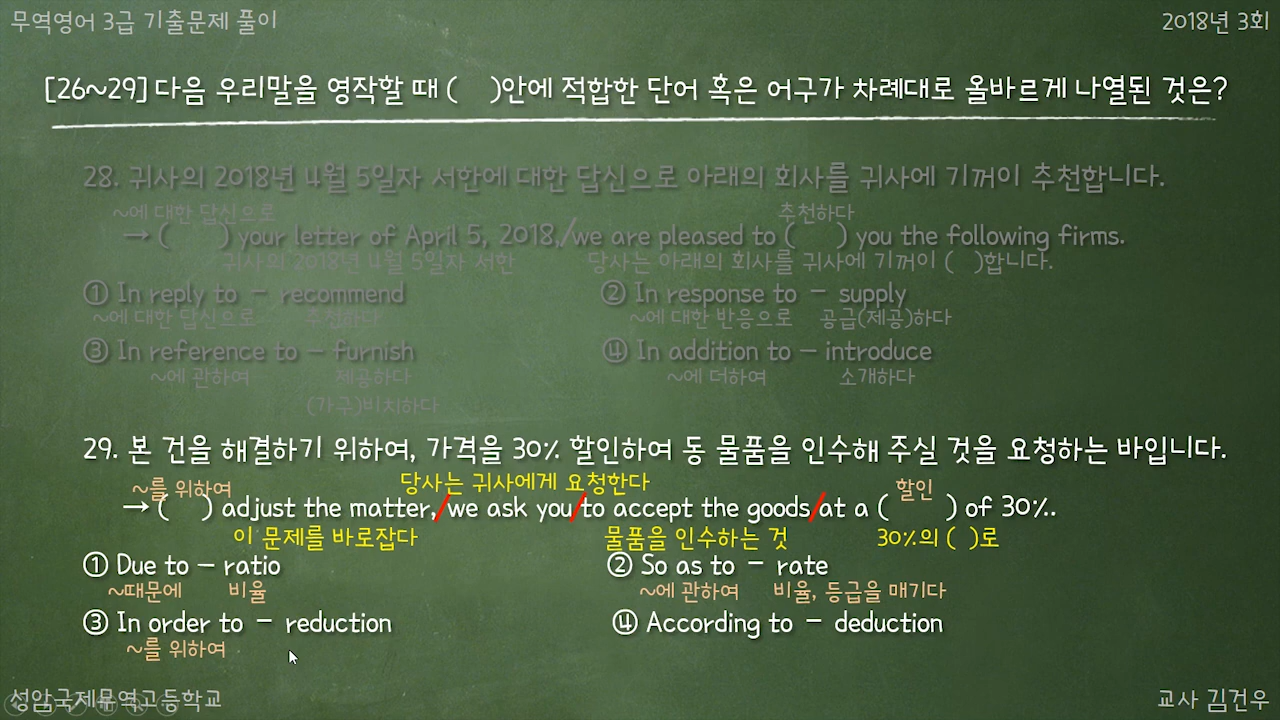 무역영어 3급 기출문제 풀이
2018년 3회
[26~29] 다음 우리말을 영작할 때 (    )안에 적합한 단어 혹은 어구가 차례대로 올바르게 나열된 것은?
28. 귀사의 2018년 4월 5일자 서한에 대한 답신으로 아래의 회사를 귀사에 기꺼이 추천합니다.
~에 대한 답신으로 추천하다
→ (    ) your letter of April 5, 2018,/we are pleased to (    ) you the following firms.
귀사의 2018년 4월 5일자 서한 당사는 아래의 회사를 귀사에 기꺼이 (  )합니다.
① In reply to - recommend ② In response to - supply
~에 대한 답신으로 추천하다 ~에 대한 반응으로 공급(제공)하다
③ In reference to - furnish ④ In addition to - introduce
~에 관하여 제공하다 ~에 더하여 소개하다
(가구)비치하다
29. 본 건을 해결하기 위하여, 가격을 30% 할인하여 동 물품을 인수해 주실 것을 요청하는 바입니다.
~를 위하여 당사는 귀사에게 요청한다 할인
→ (    ) adjust the matter,/we ask you/to accept the goods/at a (    ) of 30%.
이 문제를 바로잡다 물품을 인수하는 것 30%의 (  )로
① Due to - ratio ② So as to - rate
~때문에 비율 ~에 관하여 비율, 등급을 매기다
③ In order to - reduction ④ According to - deduction
~를 위하여
성암국제무역고등학교
교사 김건우